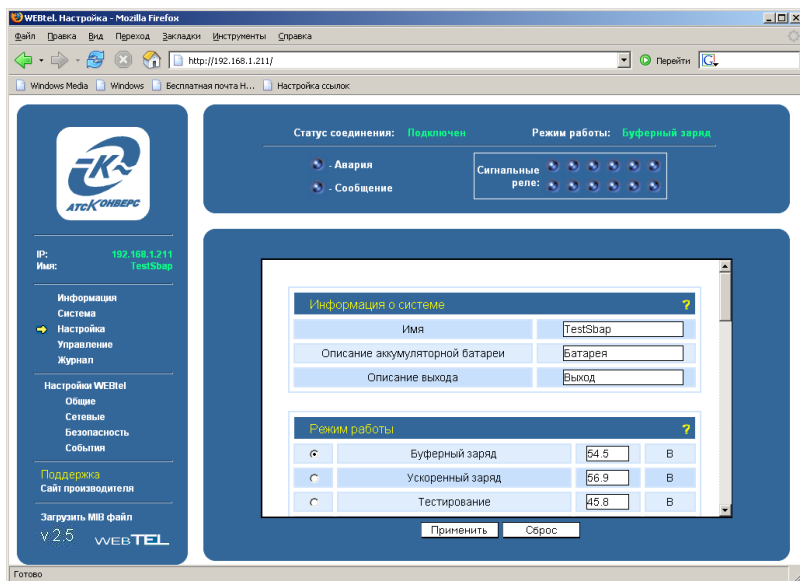 WEBtel. Настройка - Mozilla Firefox
Файл Правка Вид Переход Закладки Инструменты Справка
http://192.168.1.211/ Перейти G
Windows Media Windows Бесплатная почта H... Настройка ссылок
Статус соединения: Подключен Режим работы: Буферный заряд
- Авария
- Сообщение
Сигнальные
реле:
К~
АТСКОНВЕРС
IP: 192.168.1.211
Имя: TestSbap
Информация
Система
Настройка
Управление
Журнал
Настройки WEBtel
Общие
Сетевые
Безопасность
События
Поддержка
Сайт производителя
Загрузить MIB файл
v 2.5 WEBTEL
Информация о системе ?
Имя TestSbap
Описание аккумуляторной батареи Батарея
Описание выхода Выход
Режим работы ?
Буферный заряд 54.5 В
Ускоренный заряд 56.9 В
Тестирование 45.8 В
Применить Сброс
Готово